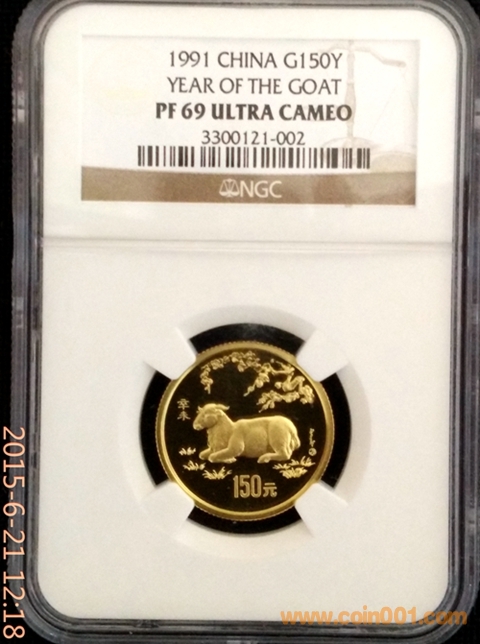 1991 CHINA G150Y
YEAR OF THE GOAT
PF 69 ULTRA CAMEO
3300121-002
NGC
辛未
150元
2015-6-21 12:18
www.coin001.com